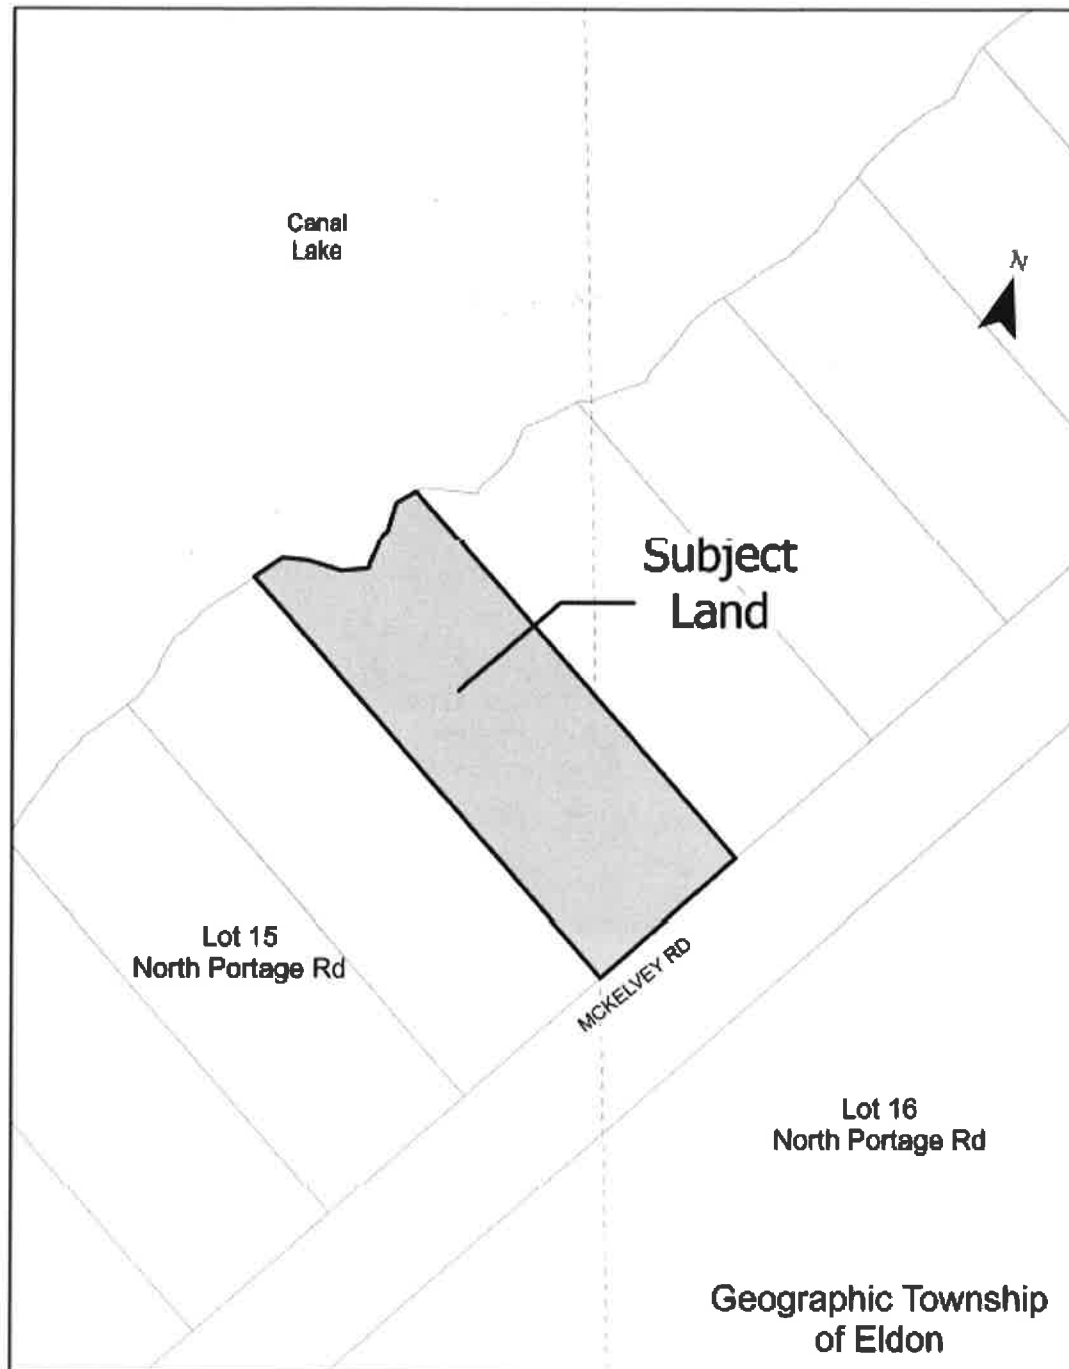 Canal
Lake
N
Subject
Land
Lot 15
North Portage Rd
MCKELVEY RD
Lot 16
North Portage Rd
Geographic Township
of Eldon